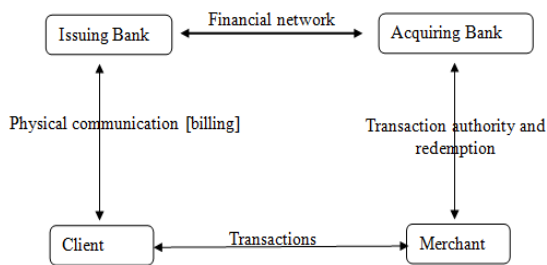 Financial network
Issuing Bank
Acquiring Bank
Physical communication [billing]
Transaction authority and
redemption
Client
Transactions
Merchant